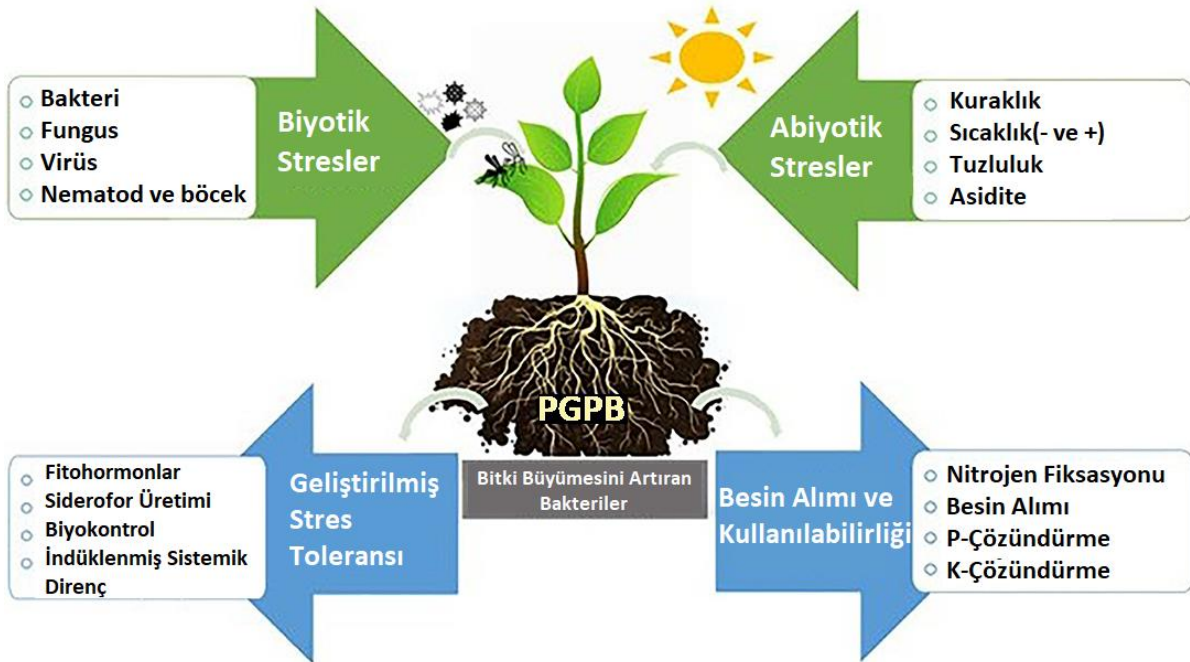 Bakteri
Fungus
Virüs
Nematod ve böcek
Biyotik
Stresler
Abiyotik
Stresler
Kuraklık
Sıcaklık(- ve +)
Tuzluluk
Asidite
PGPB
Bitki Büyümesini Artıran
Bakteriler
Fitohormonlar
Siderofor Üretimi
Biyokontrol
İndüklenmiş Sistemik
Direnç
Geliştirilmiş
Stres
Toleransı
Besin Alımı ve
Kullanılabilirliği
Nitrojen Fiksasyonu
Besin Alımı
P-Çözündürme
K-Çözündürme